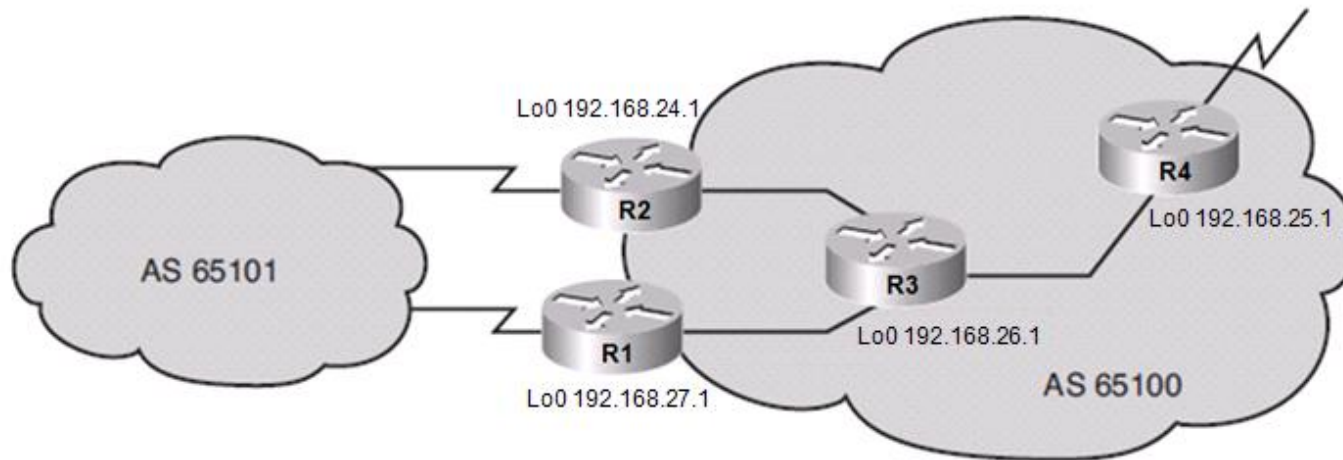 Lo0 192.168.24.1
R2
R4
Lo0 192.168.25.1
AS 65101
R3
R1
Lo0 192.168.26.1
Lo0 192.168.27.1
AS 65100